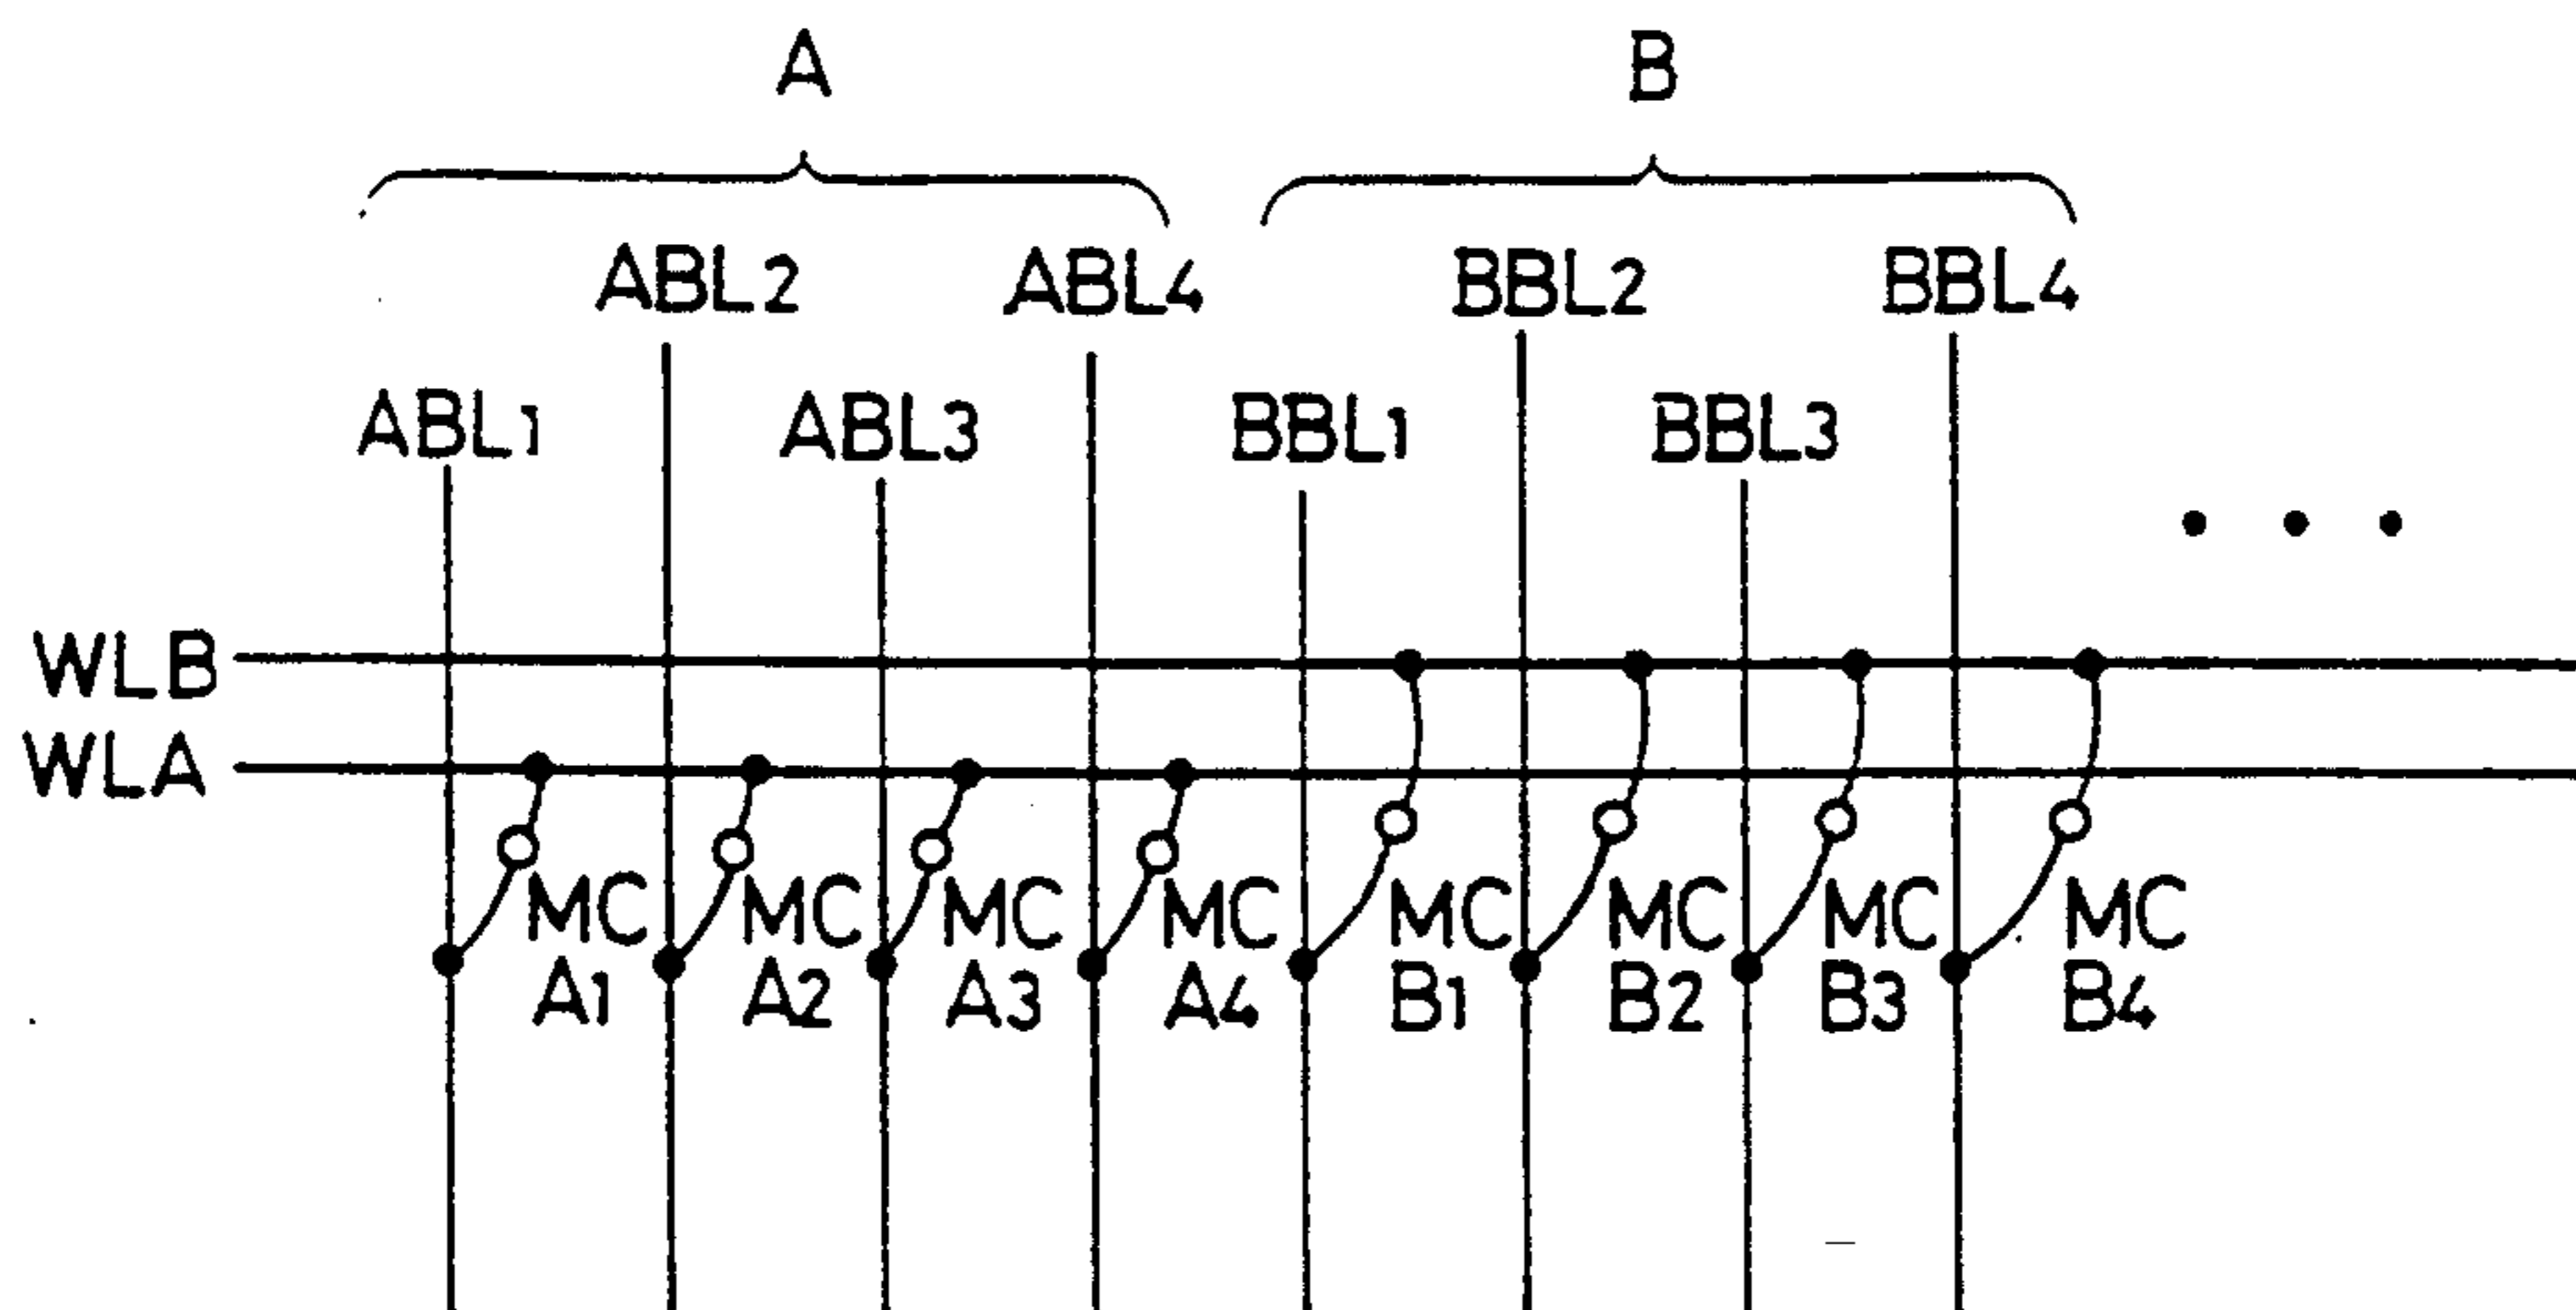 A B
ABL2 ABL4 BBL2 BBL4
ABL1 ABL3 BBL1 BBL3
WLB
WLA
MC MC MC MC MC MC MC MC
A1 A2 A3 A4 B1 B2 B3 B4